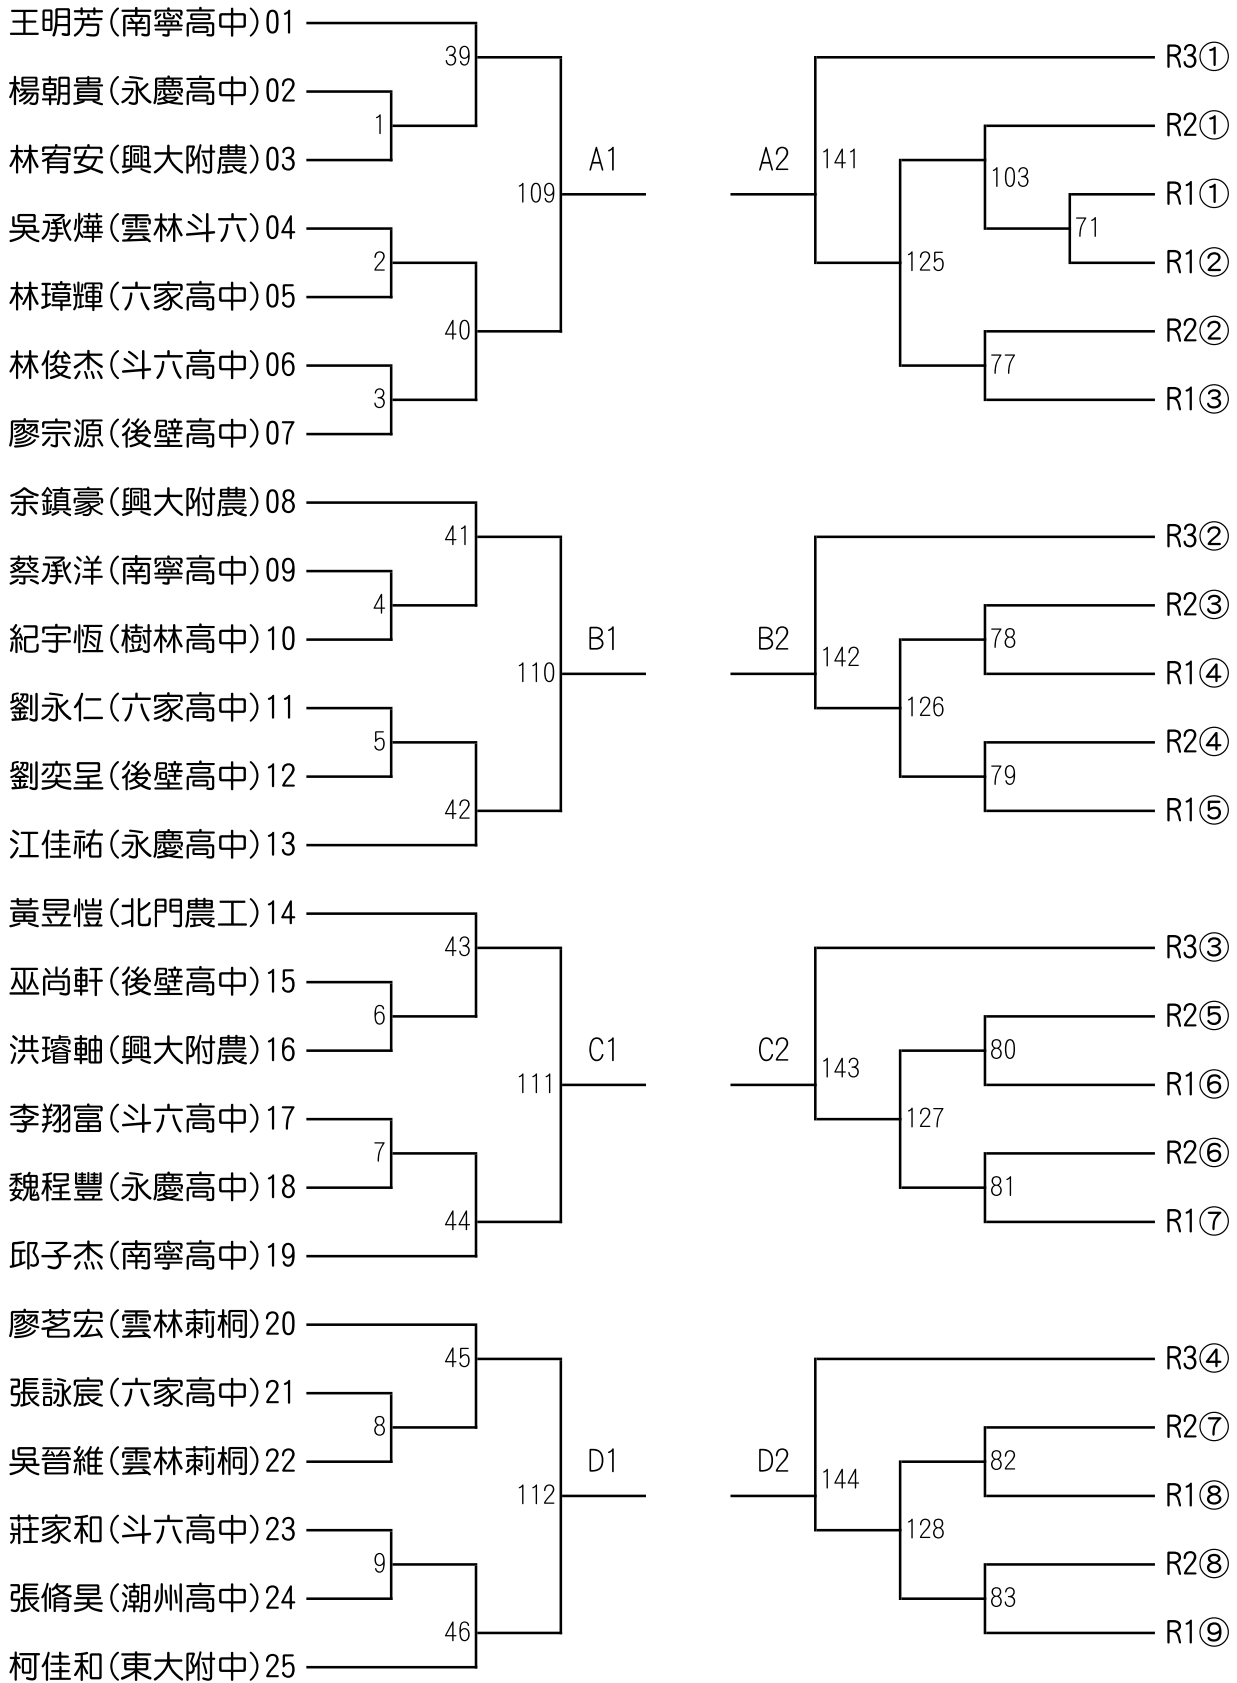 王明芳(南寧高中)01
39
R3①
楊朝貴(永慶高中)02
1
R2①
林宥安(興大附農)03
A1
A2
141
103
109
R1①
吳承燁(雲林斗六)04
71
2
125
R1②
林璋輝(六家高中)05
40
R2②
林俊杰(斗六高中)06
77
3
R1③
廖宗源(後壁高中)07
余鎮豪(興大附農)08
41
R3②
蔡承洋(南寧高中)09
4
R2③
紀宇恆(樹林高中)10
B1
B2
78
142
110
R1④
劉永仁(六家高中)11
126
5
R2④
劉奕呈(後壁高中)12
79
42
R1⑤
江佳祐(永慶高中)13
黃昱愷(北門農工)14
43
R3③
巫尚軒(後壁高中)15
6
R2⑤
洪璿軸(興大附農)16
C1
C2
80
143
111
R1⑥
李翔富(斗六高中)17
127
7
R2⑥
魏程豐(永慶高中)18
81
44
R1⑦
邱子杰(南寧高中)19
廖茗宏(雲林莿桐)20
45
R3④
張詠宸(六家高中)21
8
R2⑦
吳晉維(雲林莿桐)22
D1
D2
82
144
112
R1⑧
莊家和(斗六高中)23
128
9
R2⑧
張脩昊(潮州高中)24
83
46
R1⑨
柯佳和(東大附中)25